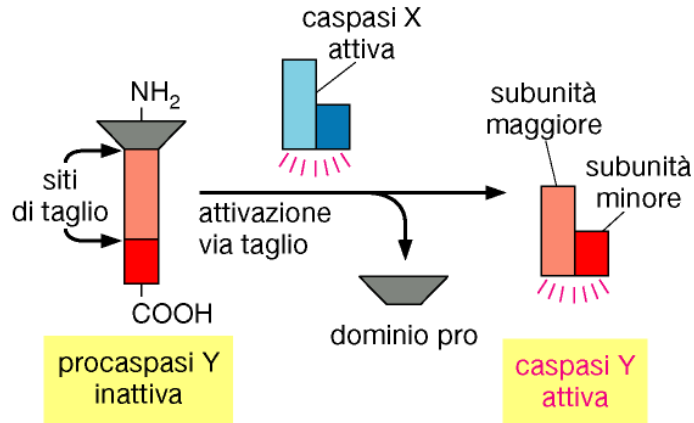 caspasi X
attiva
NH2
subunità
maggiore
subunità
minore
siti
di taglio
attivazione
via taglio
COOH
dominio pro
procaspasi Y
inattiva
caspasi Y
attiva